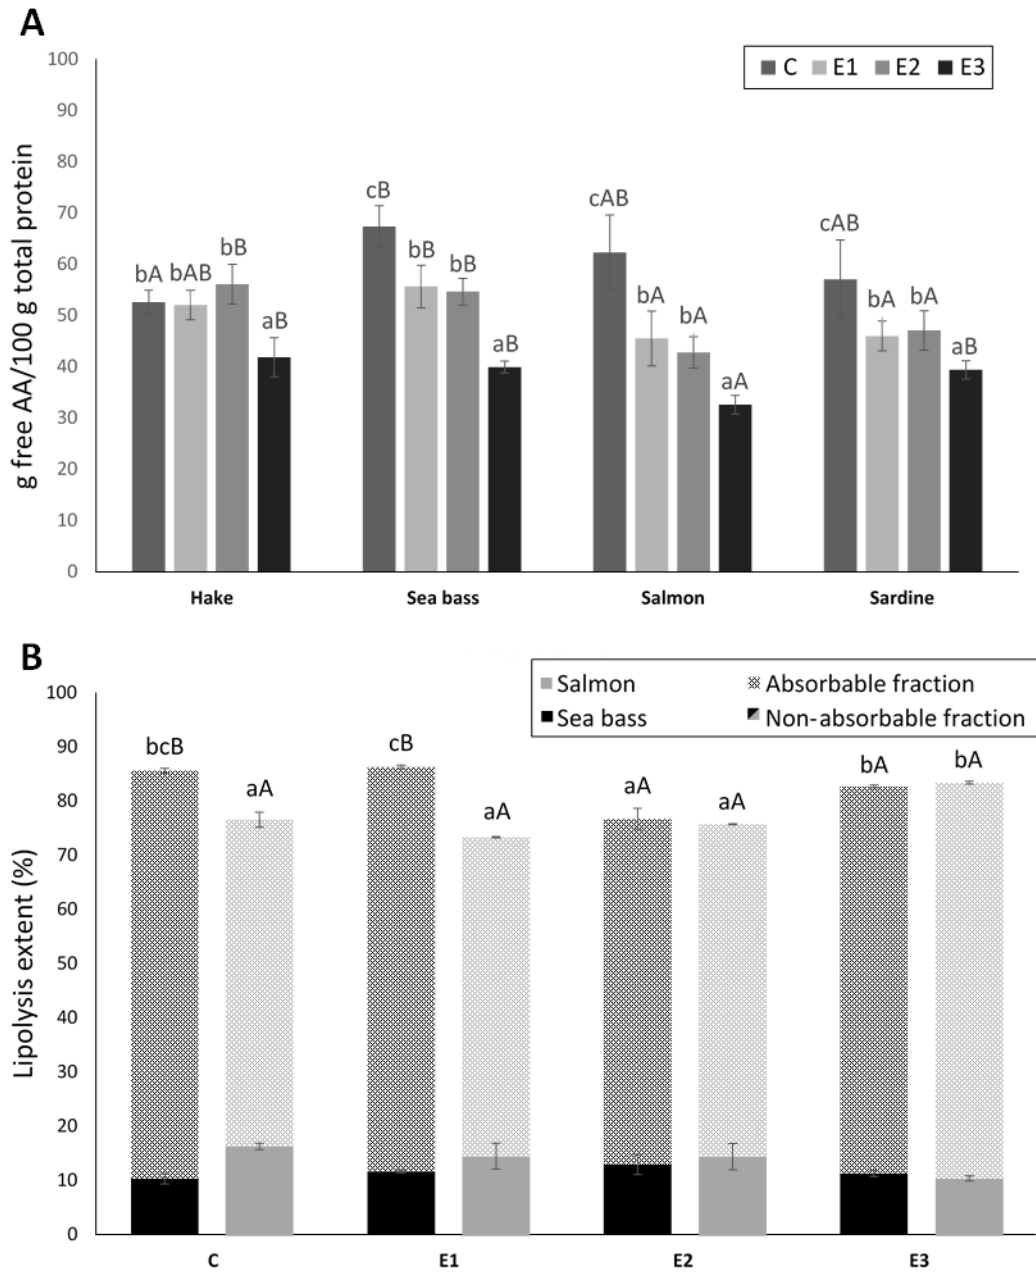 A
100
90
80
70
60
50
40
30
20
10
0
g free AA/100 g total protein
C E1 E2 E3
bA bAB bB aB
cB bB bB aB
cAB bA bA aA
cAB bA bA aB
Hake Sea bass Salmon Sardine
B
100
90
80
70
60
50
40
30
20
10
0
Lipolysis extent (%)
Salmon Absorbable fraction
Sea bass Non-absorbable fraction
bcB aA cB aA aA aA bA bA
C E1 E2 E3